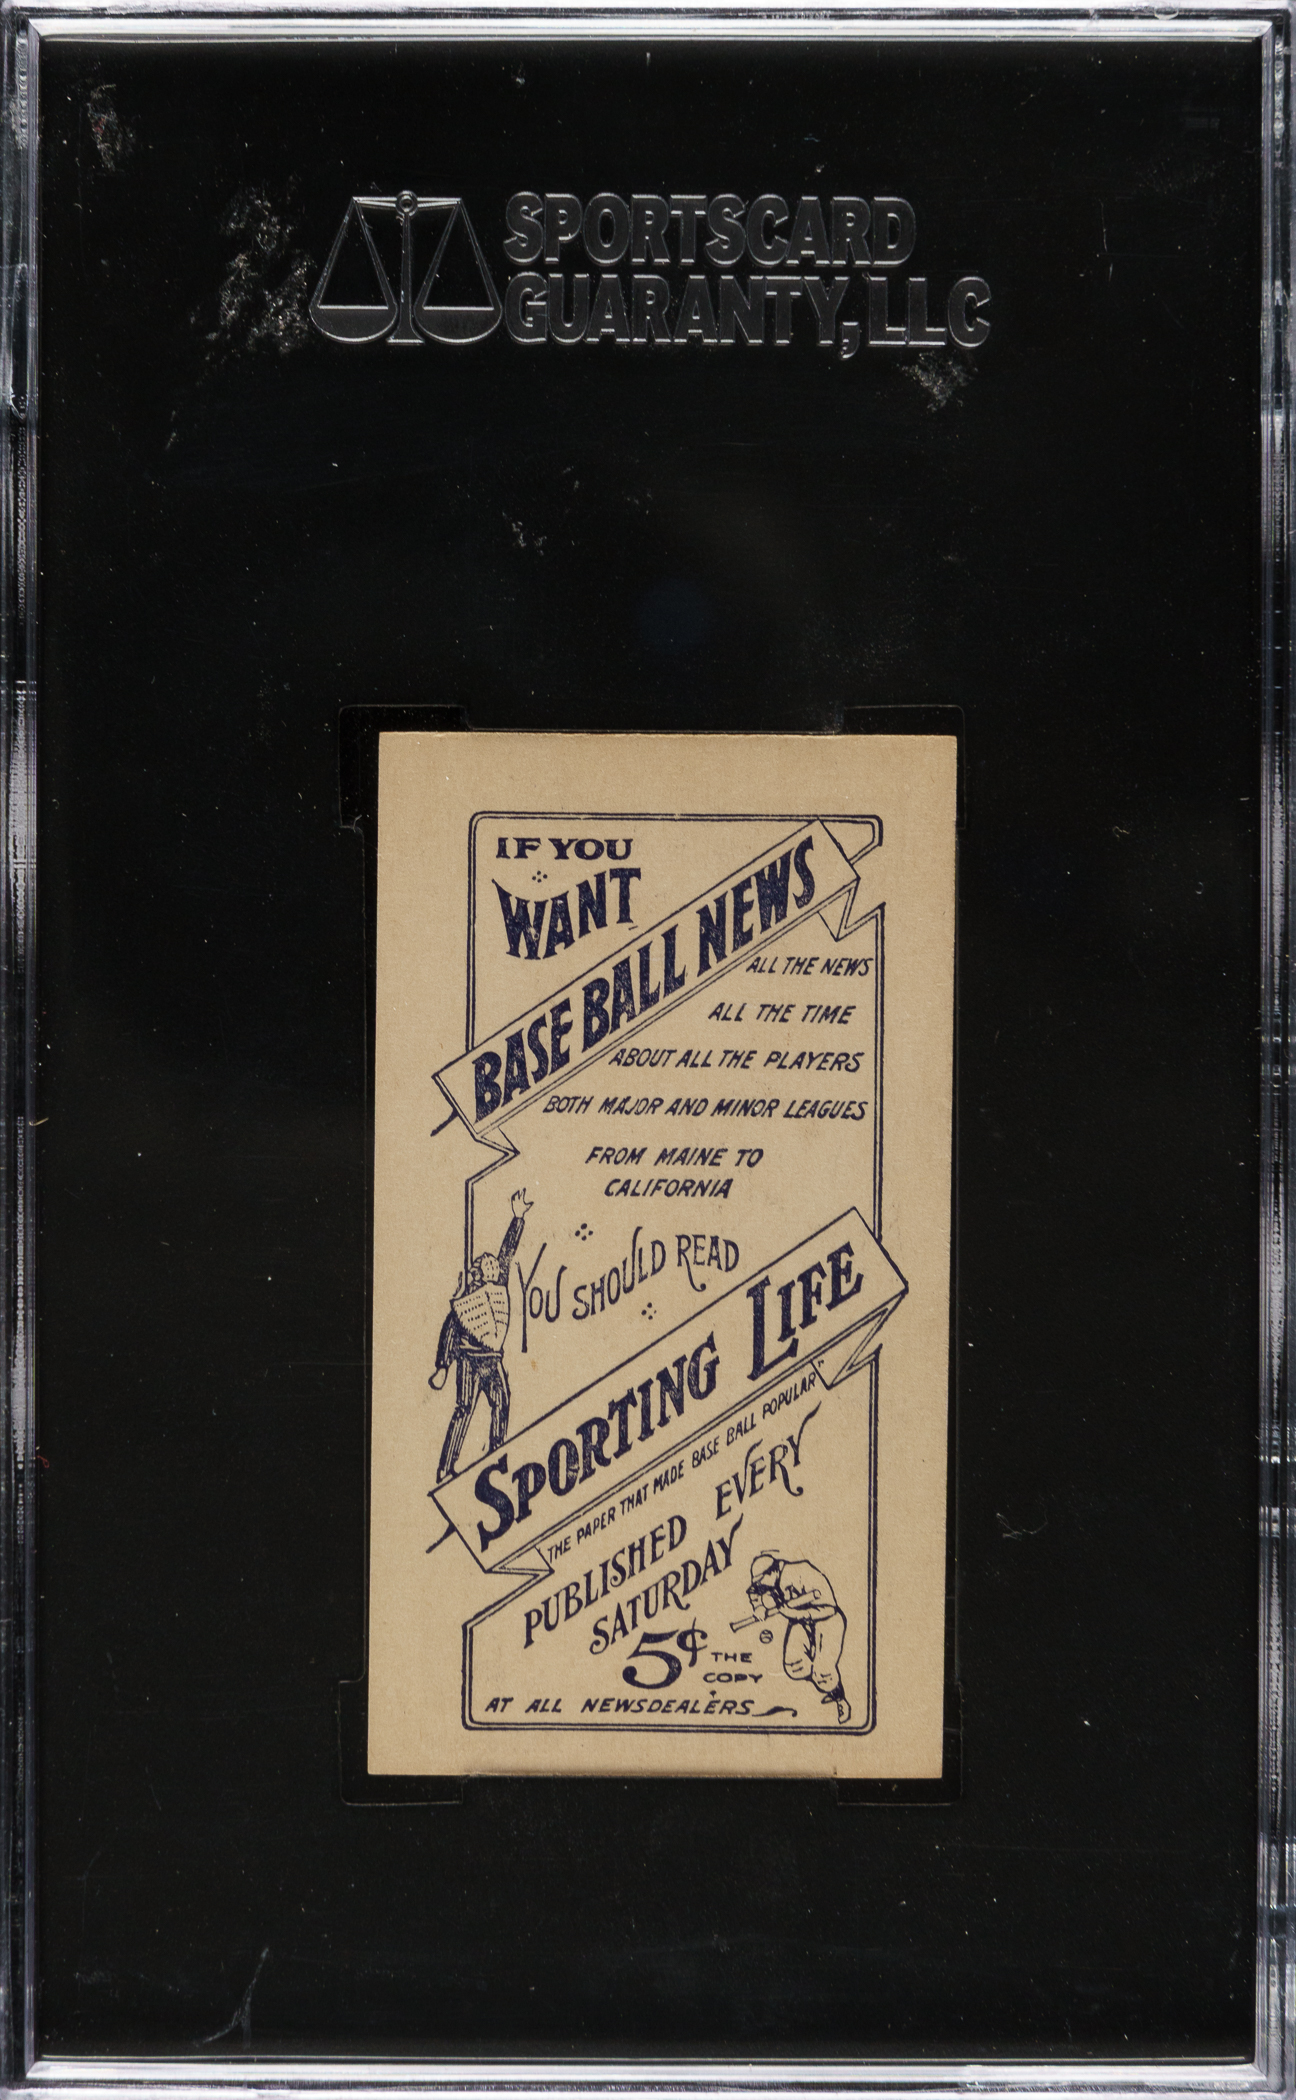 SPORTSCARD
GUARANTY, LLC
IF YOU
WANT
BASE BALL NEWS
ALL THE NEWS
ALL THE TIME
ABOUT ALL THE PLAYERS
BOTH MAJOR AND MINOR LEAGUES
FROM MAINE TO
CALIFORNIA
YOU SHOULD READ
SPORTING LIFE
"THE PAPER THAT MADE BASE BALL POPULAR"
PUBLISHED EVERY
SATURDAY
5¢ THE
COPY
AT ALL NEWSDEALERS